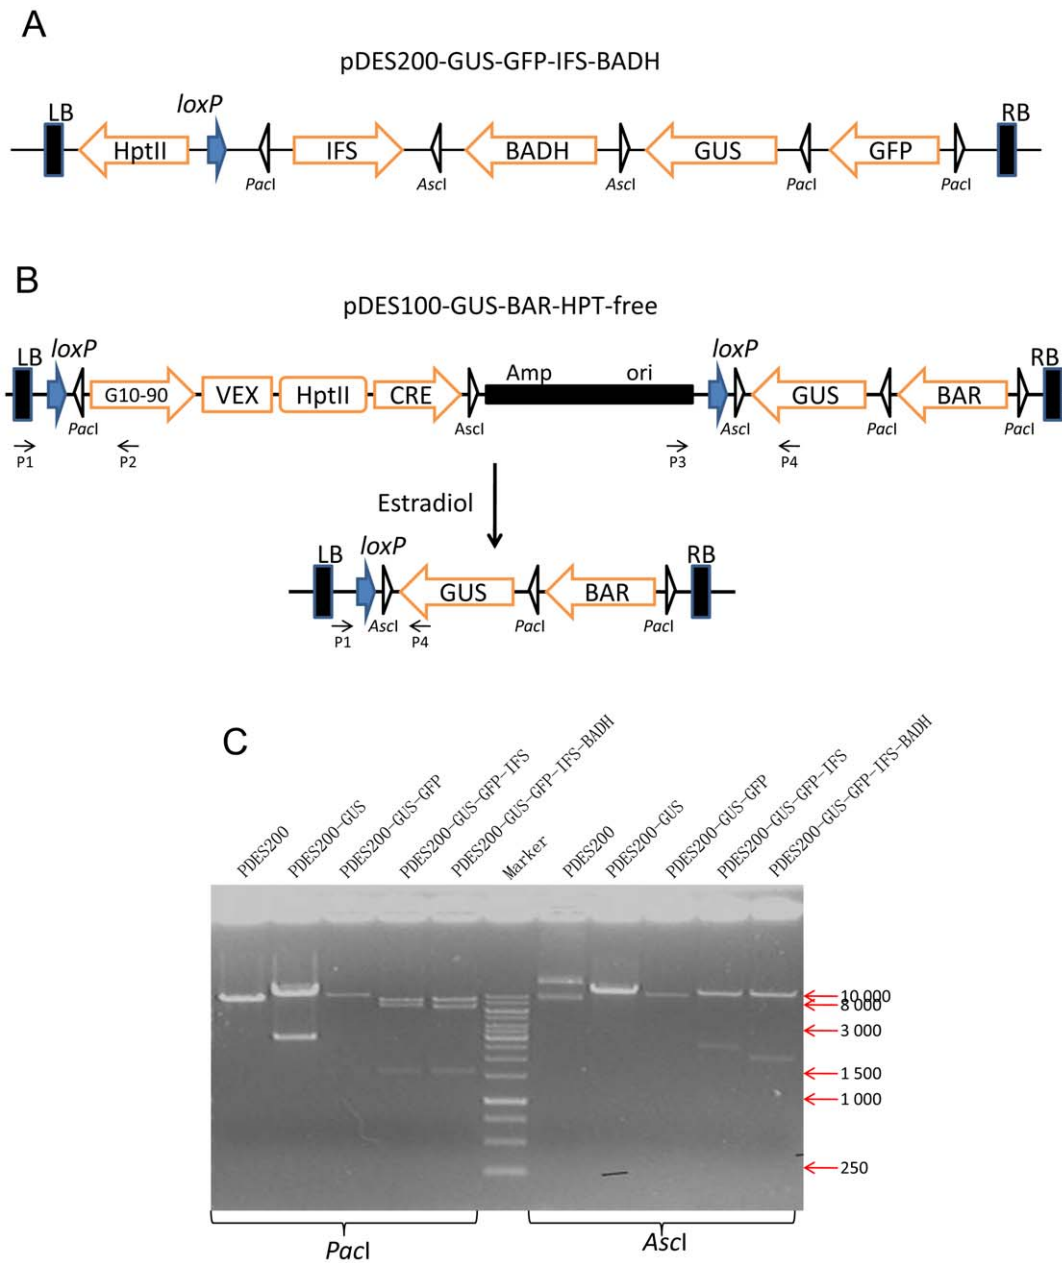 A
pDES200-GUS-GFP-IFS-BADH
LB loxP RB
HptII IFS BADH GUS GFP
PacI AscI AscI PacI PacI
B
pDES100-GUS-BAR-HPT-free
LB loxP loxP RB
Amp ori
G10-90 VEX HptII CRE GUS BAR
PacI AscI AscI PacI PacI
P1 P2 P3 P4
Estradiol
LB loxP RB
GUS BAR
AscI PacI PacI
P1 P4
C
PDES200
PDES200-GUS
PDES200-GUS-GFP
PDES200-GUS-GFP-IFS
PDES200-GUS-GFP-IFS-BADH
Marker
PDES200
PDES200-GUS
PDES200-GUS-GFP
PDES200-GUS-GFP-IFS
PDES200-GUS-GFP-IFS-BADH
10 000
8 000
3 000
1 500
1 000
250
PacI AscI